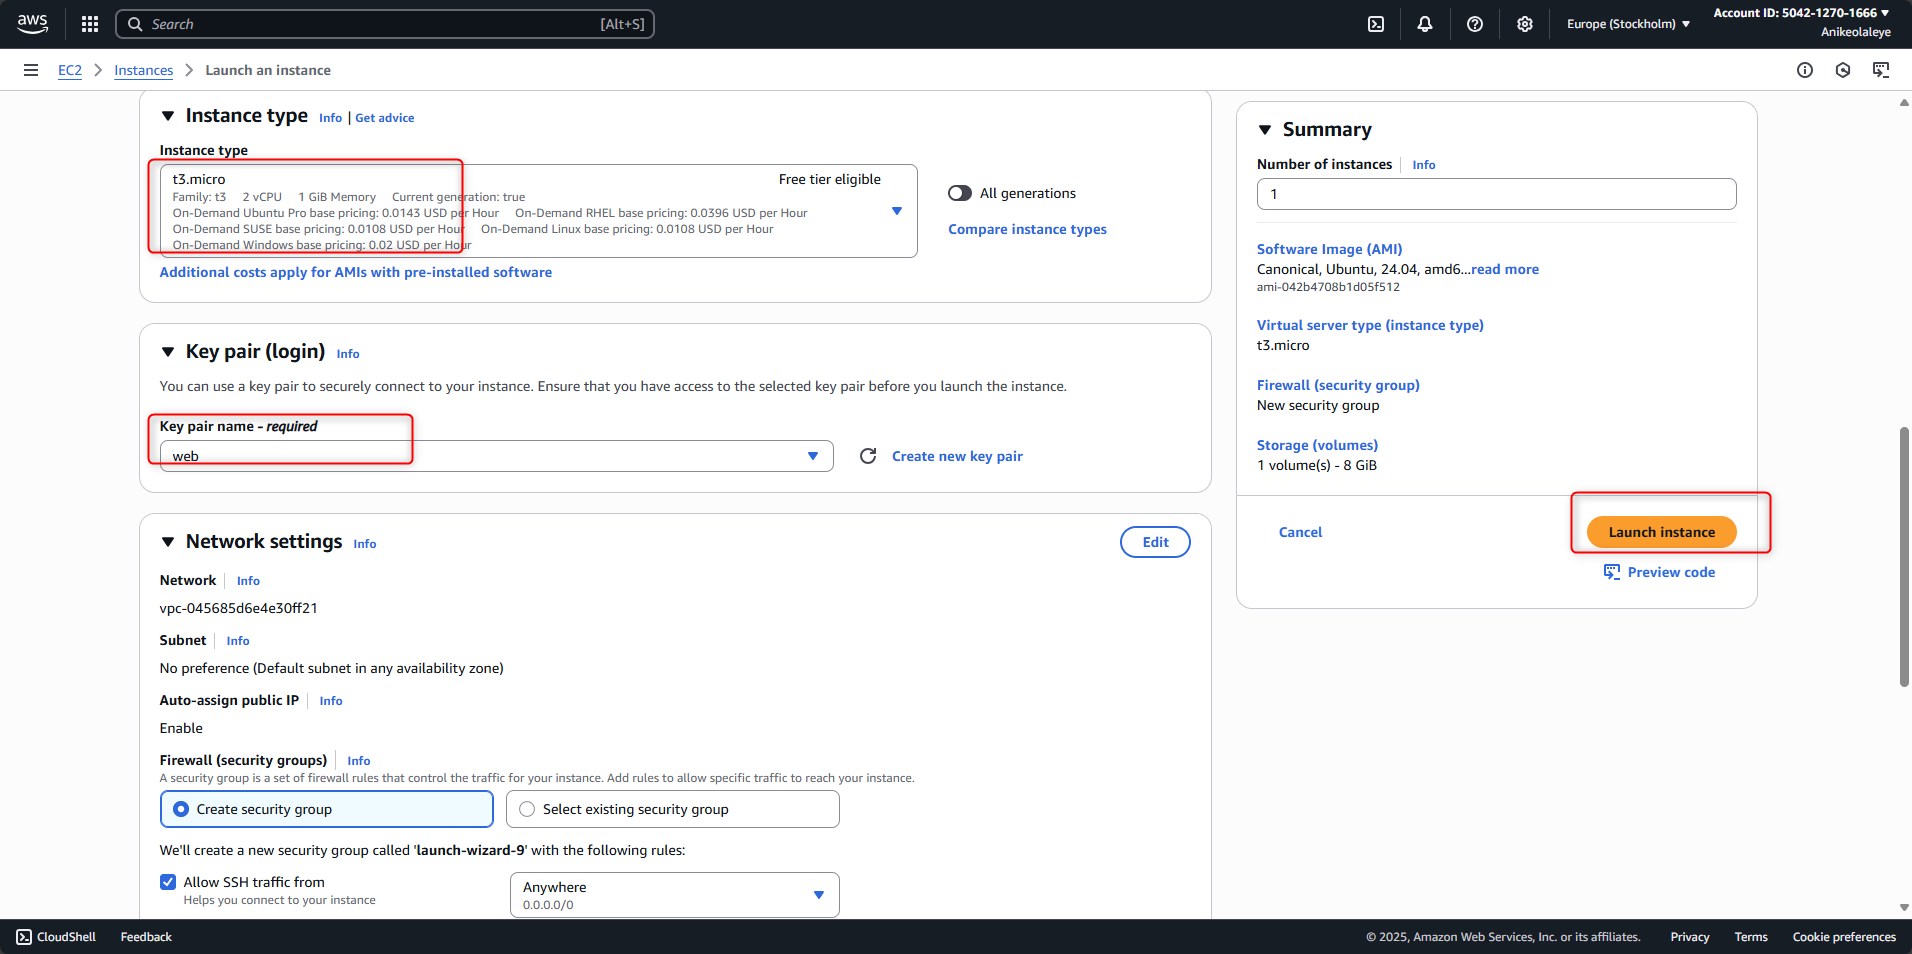 aws
Search [Alt+S]
Europe (Stockholm)
Account ID: 5042-1270-1666
Anikeolaleye
EC2 Instances Launch an instance
Instance type Info | Get advice
Instance type
t3.micro Free tier eligible
Family: t3 2 vCPU 1 GiB Memory Current generation: true
On-Demand Ubuntu Pro base pricing: 0.0143 USD per Hour On-Demand RHEL base pricing: 0.0396 USD per Hour
On-Demand SUSE base pricing: 0.0108 USD per Hour On-Demand Linux base pricing: 0.0108 USD per Hour
On-Demand Windows base pricing: 0.02 USD per Hour
All generations
Compare instance types
Additional costs apply for AMIs with pre-installed software
Key pair (login) Info
You can use a key pair to securely connect to your instance. Ensure that you have access to the selected key pair before you launch the instance.
Key pair name - required
web
Create new key pair
Network settings Info
Edit
Network Info
vpc-045685d6e4e30ff21
Subnet Info
No preference (Default subnet in any availability zone)
Auto-assign public IP Info
Enable
Firewall (security groups) Info
A security group is a set of firewall rules that control the traffic for your instance. Add rules to allow specific traffic to reach your instance.
Create security group
Select existing security group
We'll create a new security group called 'launch-wizard-9' with the following rules:
Allow SSH traffic from
Helps you connect to your instance
Anywhere
0.0.0.0/0
Summary
Number of instances Info
1
Software Image (AMI)
Canonical, Ubuntu, 24.04, amd6...read more
ami-042b4708b1d05f512
Virtual server type (instance type)
t3.micro
Firewall (security group)
New security group
Storage (volumes)
1 volume(s) - 8 GiB
Cancel
Launch instance
Preview code
CloudShell Feedback
© 2025, Amazon Web Services, Inc. or its affiliates. Privacy Terms Cookie preferences